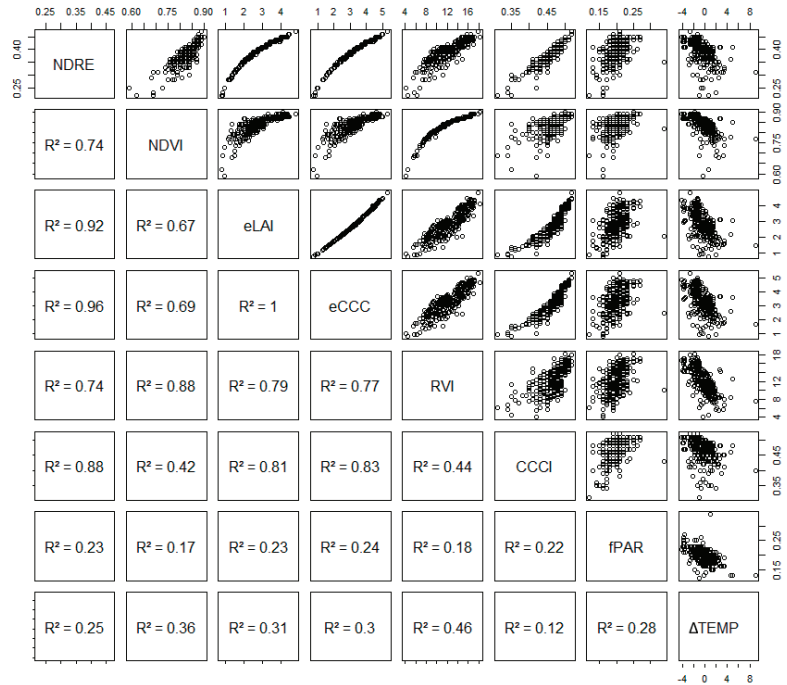 0.25 0.35 0.45 0.60 0.75 0.90 1 2 3 4 1 2 3 4 5 4 8 12 16 0.35 0.45 0.15 0.25 -4 0 4 8
NDRE 0.25 0.40
R² = 0.74 NDVI 0.60 0.75 0.90
R² = 0.92 R² = 0.67 eLAI 1 2 3 4
R² = 0.96 R² = 0.69 R² = 1 eCCC 1 2 3 4 5
R² = 0.74 R² = 0.88 R² = 0.79 R² = 0.77 RVI 4 8 12 18
R² = 0.88 R² = 0.42 R² = 0.81 R² = 0.83 R² = 0.44 CCCI 0.35 0.45
R² = 0.23 R² = 0.17 R² = 0.23 R² = 0.24 R² = 0.18 R² = 0.22 fPAR 0.15 0.25
R² = 0.25 R² = 0.36 R² = 0.31 R² = 0.3 R² = 0.46 R² = 0.12 R² = 0.28 ΔTEMP
-4 0 4 8